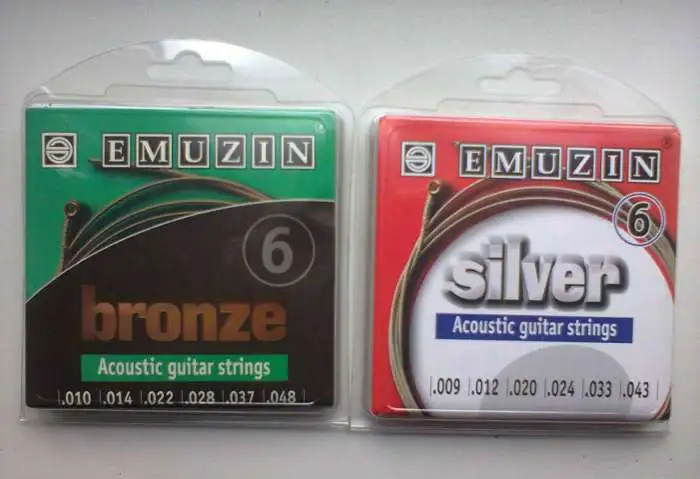 EMUZIN
6
bronze
Acoustic guitar strings
.010 .014 .022 .028 .037 .048
EMUZIN®
6
silver
Acoustic guitar strings
.009 .012 .020 .024 .033 .043